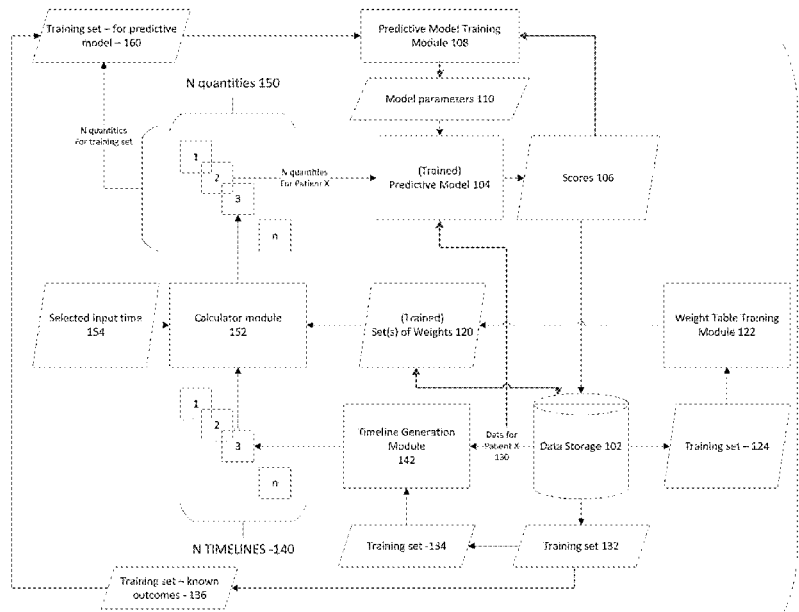 Training set – for predictive
model – 160
Predictive Model Training
Module 108
N quantities 150
Model parameters 110
N quantities
for training set
1
2
3
n
N quantities
For Patient X
(Trained)
Predictive Model 104
Scores 106
Selected input time
154
Calculator module
152
(Trained)
Set(s) of Weights 120
Weight Table Training
Module 122
1
2
3
n
Timeline Generation
Module
142
Data for
Patient X
130
Data Storage 102
Training set – 124
N TIMELINES -140
Training set -134
Training set 132
Training set – known
outcomes - 136